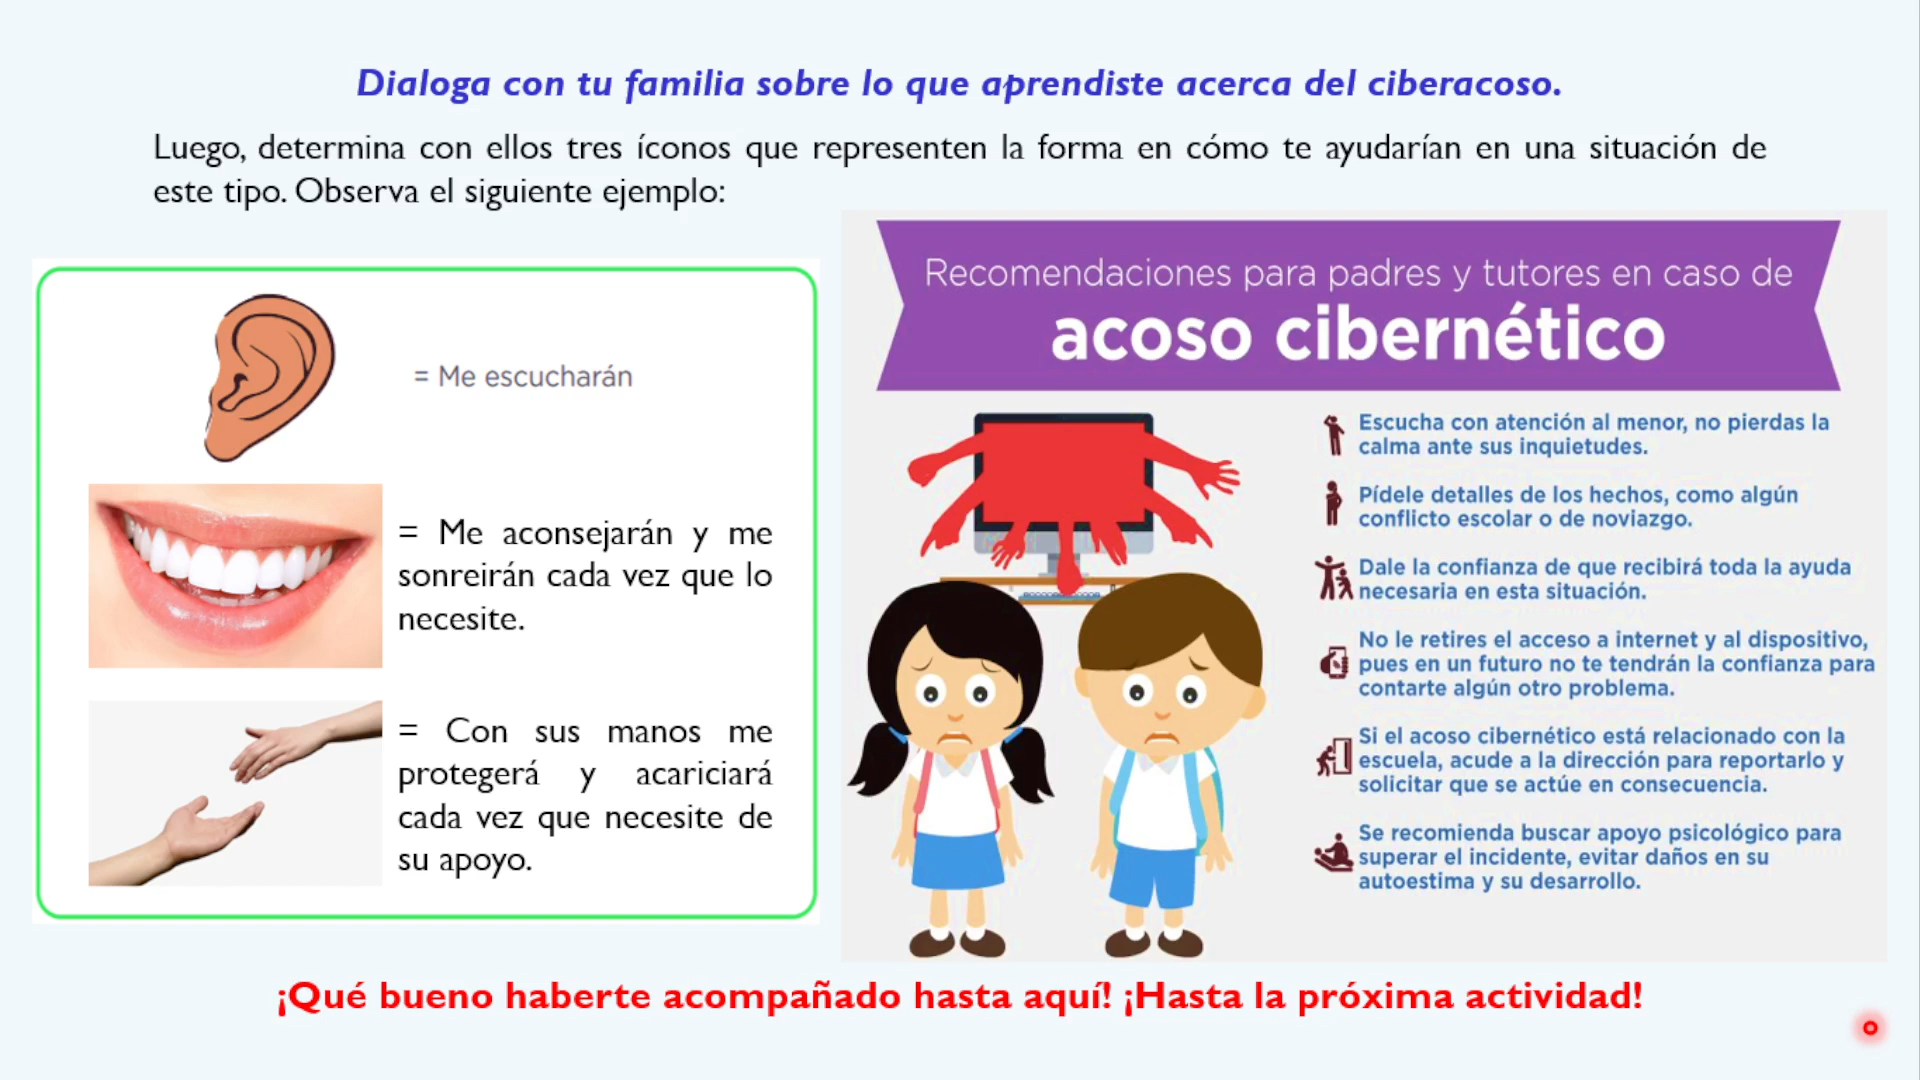 Dialoga con tu familia sobre lo que aprendiste acerca del ciberacoso.
Luego, determina con ellos tres íconos que representen la forma en cómo te ayudarían en una situación de
este tipo. Observa el siguiente ejemplo:
= Me escucharán
= Me aconsejarán y me
sonreirán cada vez que lo
necesite.
= Con sus manos me
protegerá y acariciará
cada vez que necesite de
su apoyo.
Recomendaciones para padres y tutores en caso de
acoso cibernético
Escucha con atención al menor, no pierdas la
calma ante sus inquietudes.
Pídele detalles de los hechos, como algún
conflicto escolar o de noviazgo.
Dale la confianza de que recibirá toda la ayuda
necesaria en esta situación.
No le retires el acceso a internet y al dispositivo,
pues en un futuro no te tendrán la confianza para
contarte algún otro problema.
Si el acoso cibernético está relacionado con la
escuela, acude a la dirección para reportarlo y
solicitar que se actúe en consecuencia.
Se recomienda buscar apoyo psicológico para
superar el incidente, evitar daños en su
autoestima y su desarrollo.
¡Qué bueno haberte acompañado hasta aquí! ¡Hasta la próxima actividad!